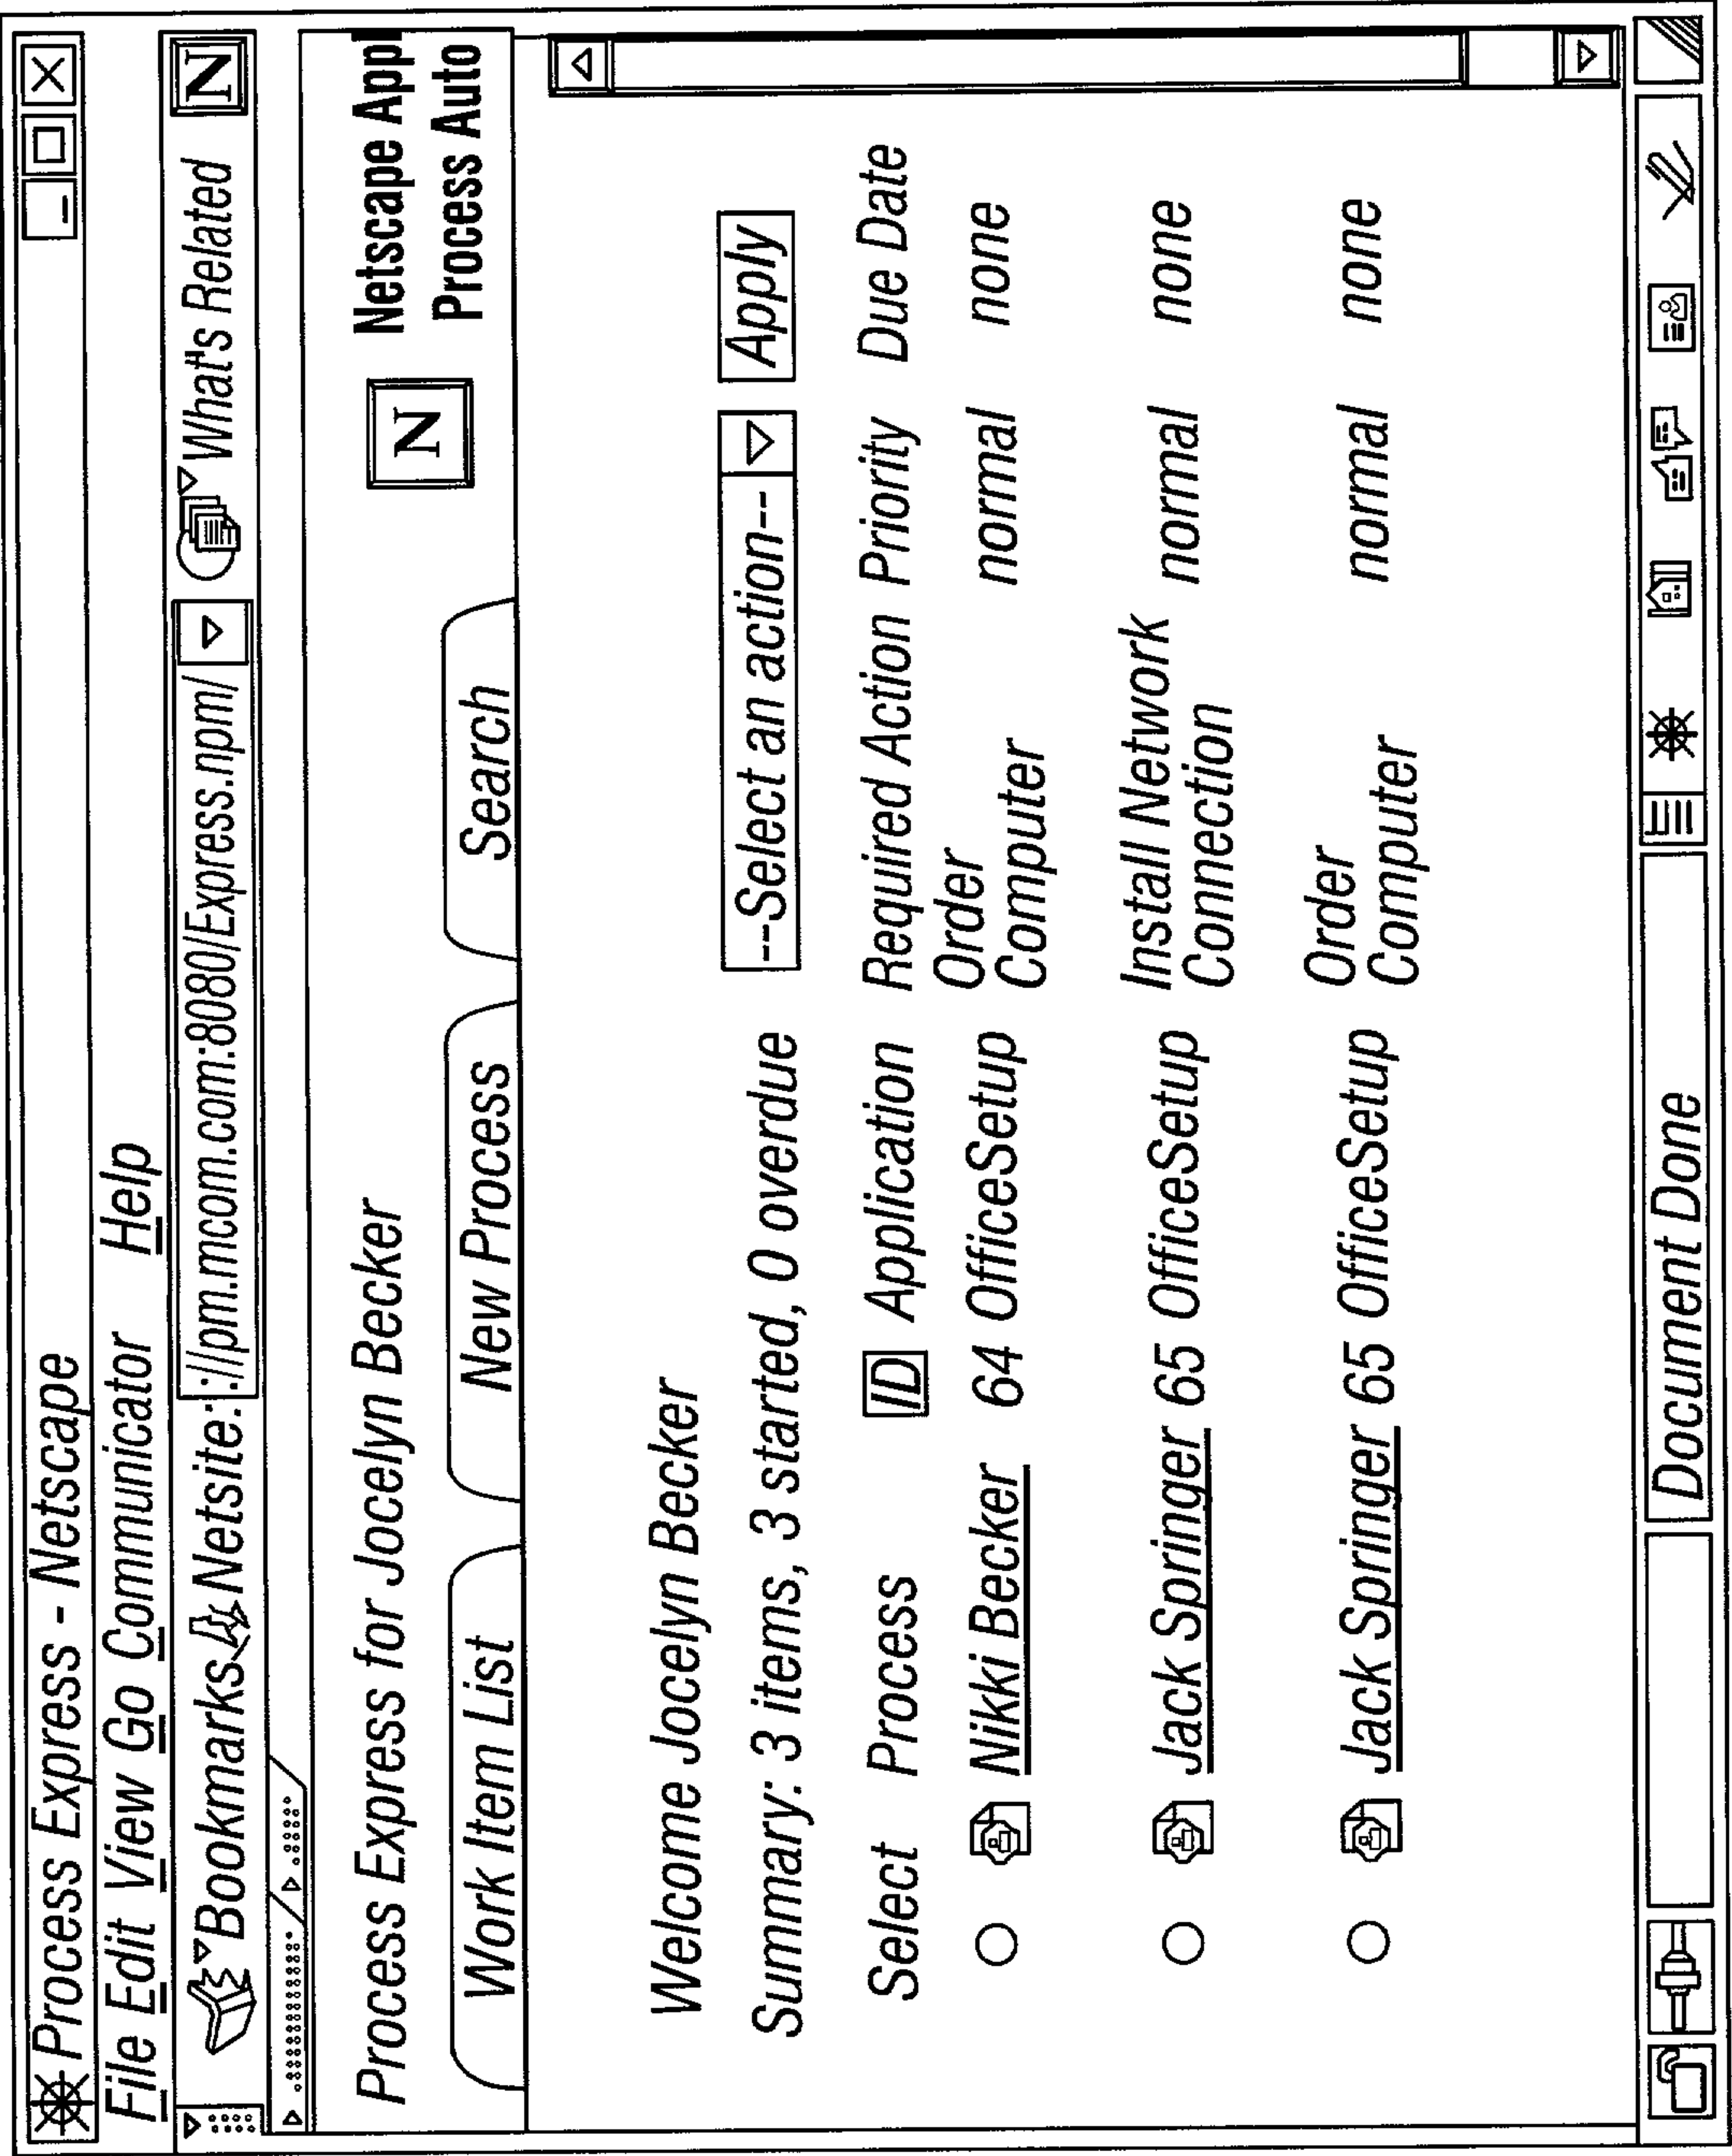 Process Express - Netscape
File Edit View Go Communicator Help
Bookmarks Netsite: ://pm.mcom.com:8080/Express.npm/ What's Related N
Process Express for Jocelyn Becker N Netscape App
Process Auto
Work Item List New Process Search
Welcome Jocelyn Becker
Summary: 3 items, 3 started, 0 overdue --Select an action-- Apply
Select Process ID Application Required Action Priority Due Date
Nikki Becker 64 OfficeSetup Order Computer normal none
Jack Springer 65 OfficeSetup Install Network Connection normal none
Jack Springer 65 OfficeSetup Order Computer normal none
Document Done